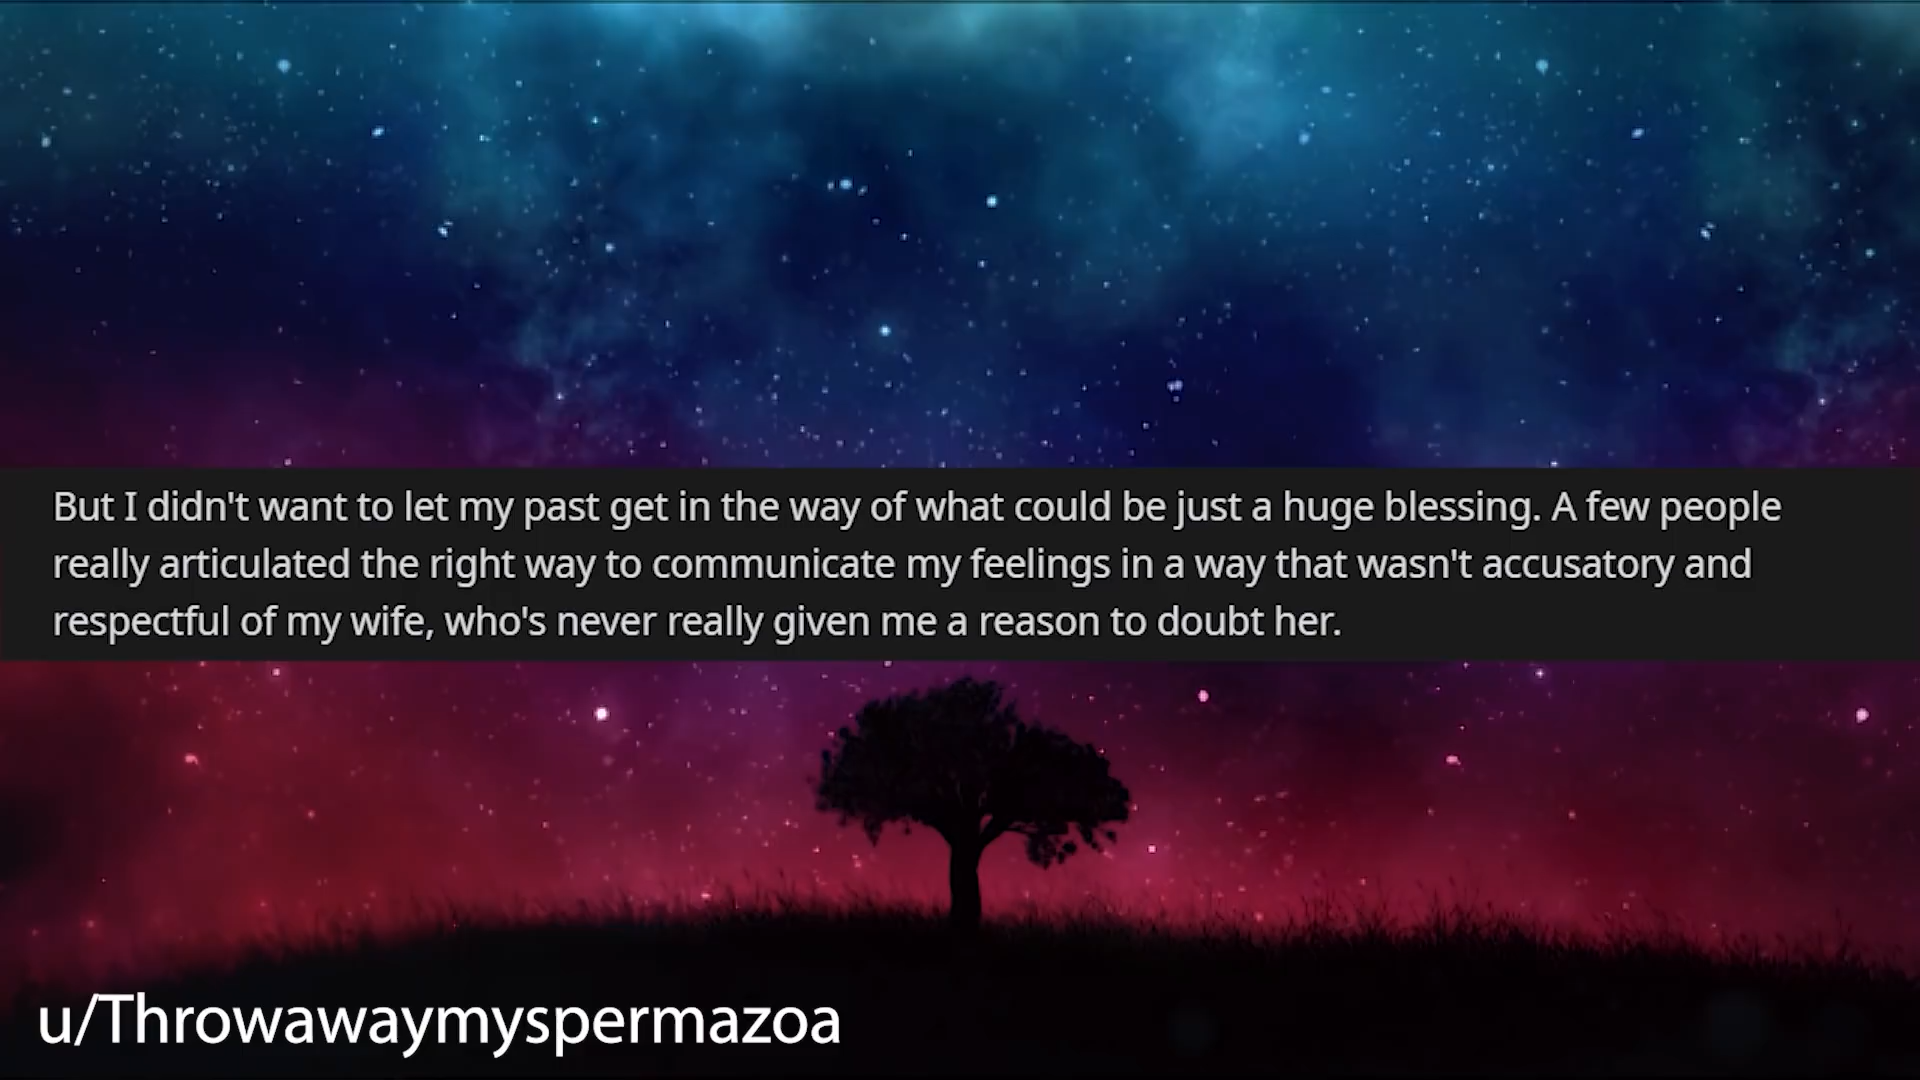 But I didn't want to let my past get in the way of what could be just a huge blessing. A few people
really articulated the right way to communicate my feelings in a way that wasn't accusatory and
respectful of my wife, who's never really given me a reason to doubt her.
u/Throwawaymyspermazoa